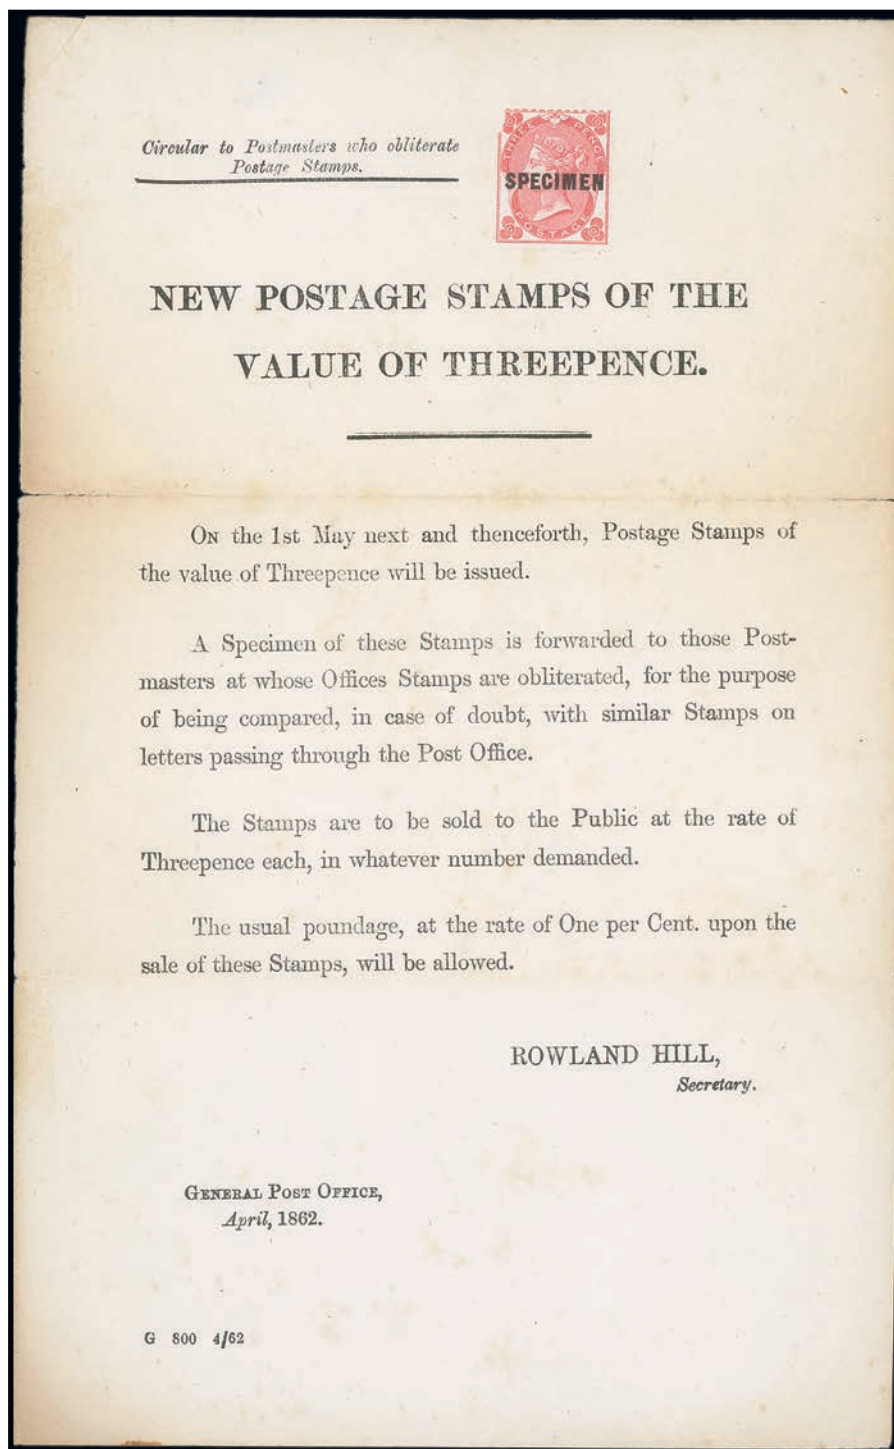 Circular to Postmasters who obliterate
Postage Stamps.
THREE PENCE
SPECIMEN
POSTAGE
NEW POSTAGE STAMPS OF THE
VALUE OF THREEPENCE.
ON the 1st May next and thenceforth, Postage Stamps of
the value of Threepence will be issued.
A Specimen of these Stamps is forwarded to those Post-
masters at whose Offices Stamps are obliterated, for the purpose
of being compared, in case of doubt, with similar Stamps on
letters passing through the Post Office.
The Stamps are to be sold to the Public at the rate of
Threepence each, in whatever number demanded.
The usual poundage, at the rate of One per Cent. upon the
sale of these Stamps, will be allowed.
ROWLAND HILL,
Secretary.
GENERAL POST OFFICE,
April, 1862.
G 800 4/62